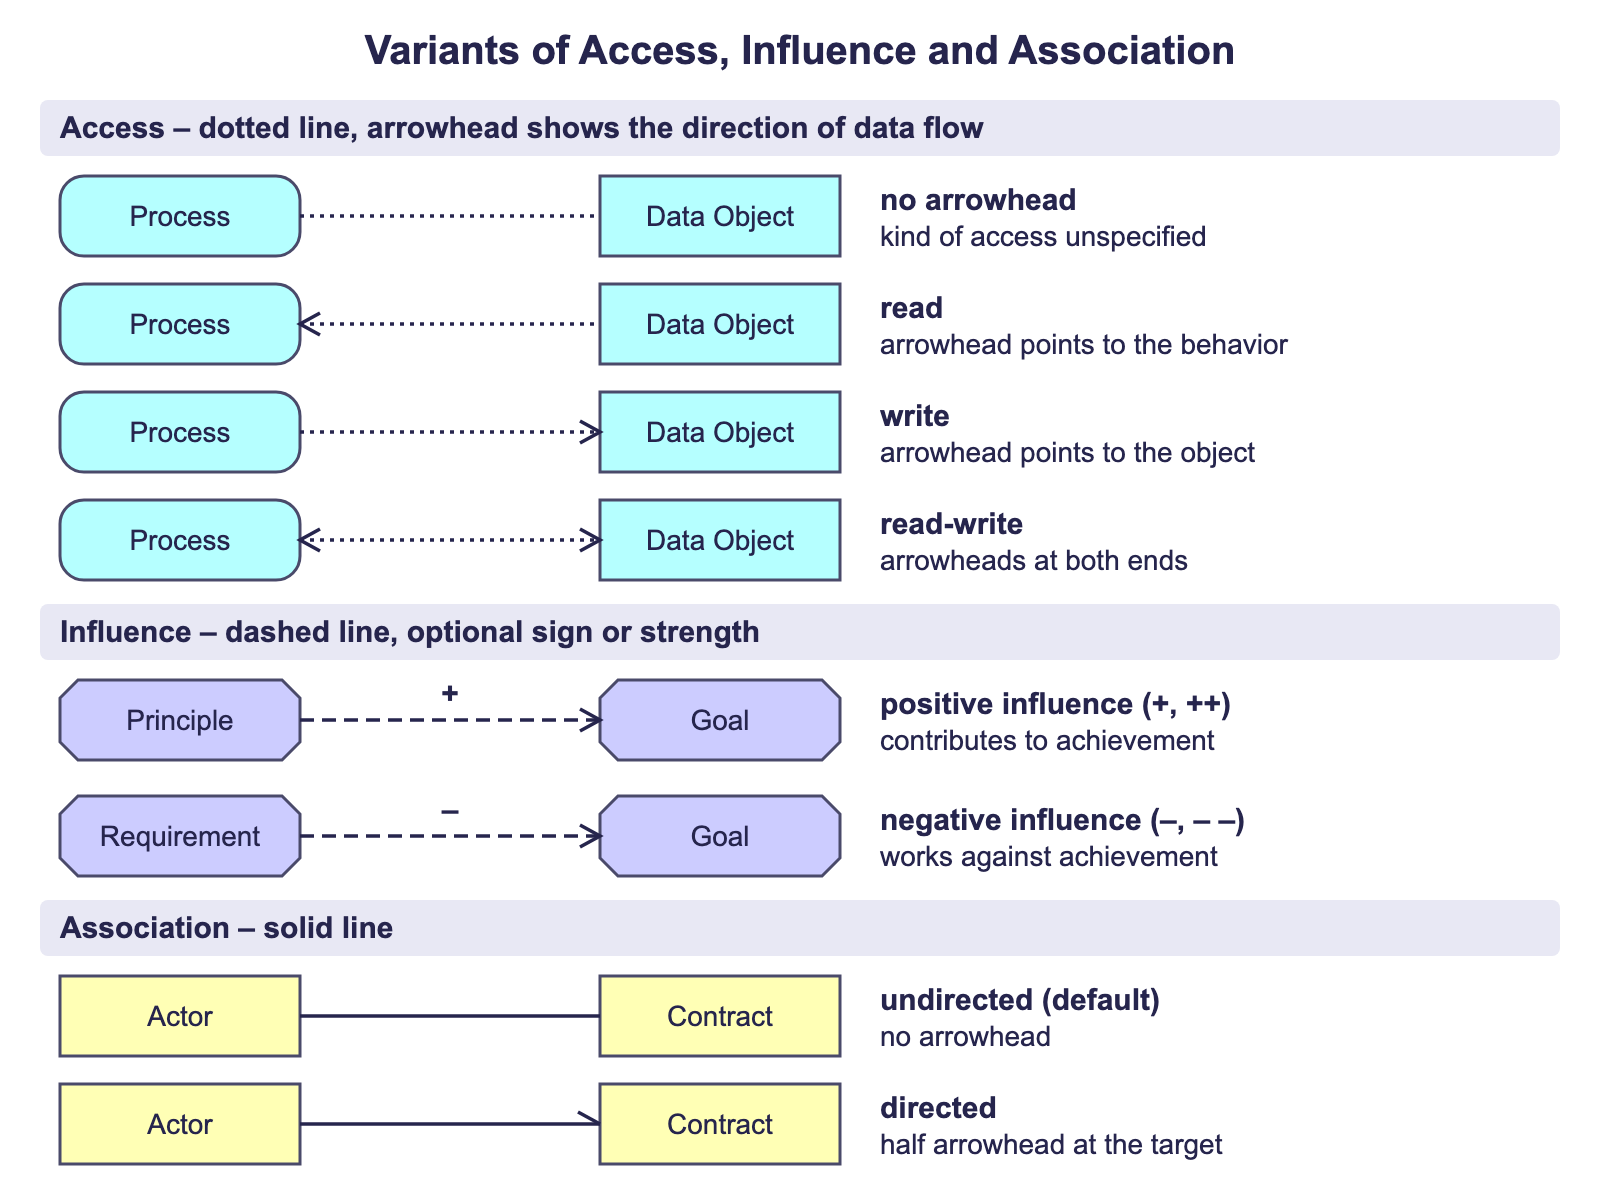 Variants of Access, Influence and Association
Access – dotted line, arrowhead shows the direction of data flow
Process
Data Object
no arrowhead
kind of access unspecified
Process
Data Object
read
arrowhead points to the behavior
Process
Data Object
write
arrowhead points to the object
Process
Data Object
read-write
arrowheads at both ends
Influence – dashed line, optional sign or strength
Principle
+
Goal
positive influence (+, ++)
contributes to achievement
Requirement
–
Goal
negative influence (–, – –)
works against achievement
Association – solid line
Actor
Contract
undirected (default)
no arrowhead
Actor
Contract
directed
half arrowhead at the target